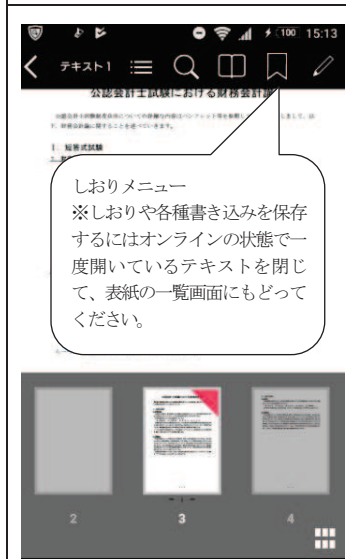 100 15:13
テキスト1
公認会計士試験における財務会計論
1. 短答式試験
しおりメニュー
※しおりや各種書き込みを保存
するにはオンラインの状態で一
度開いているテキストを閉じ
て、表紙の一覧画面にもどって
ください。
2 3 4